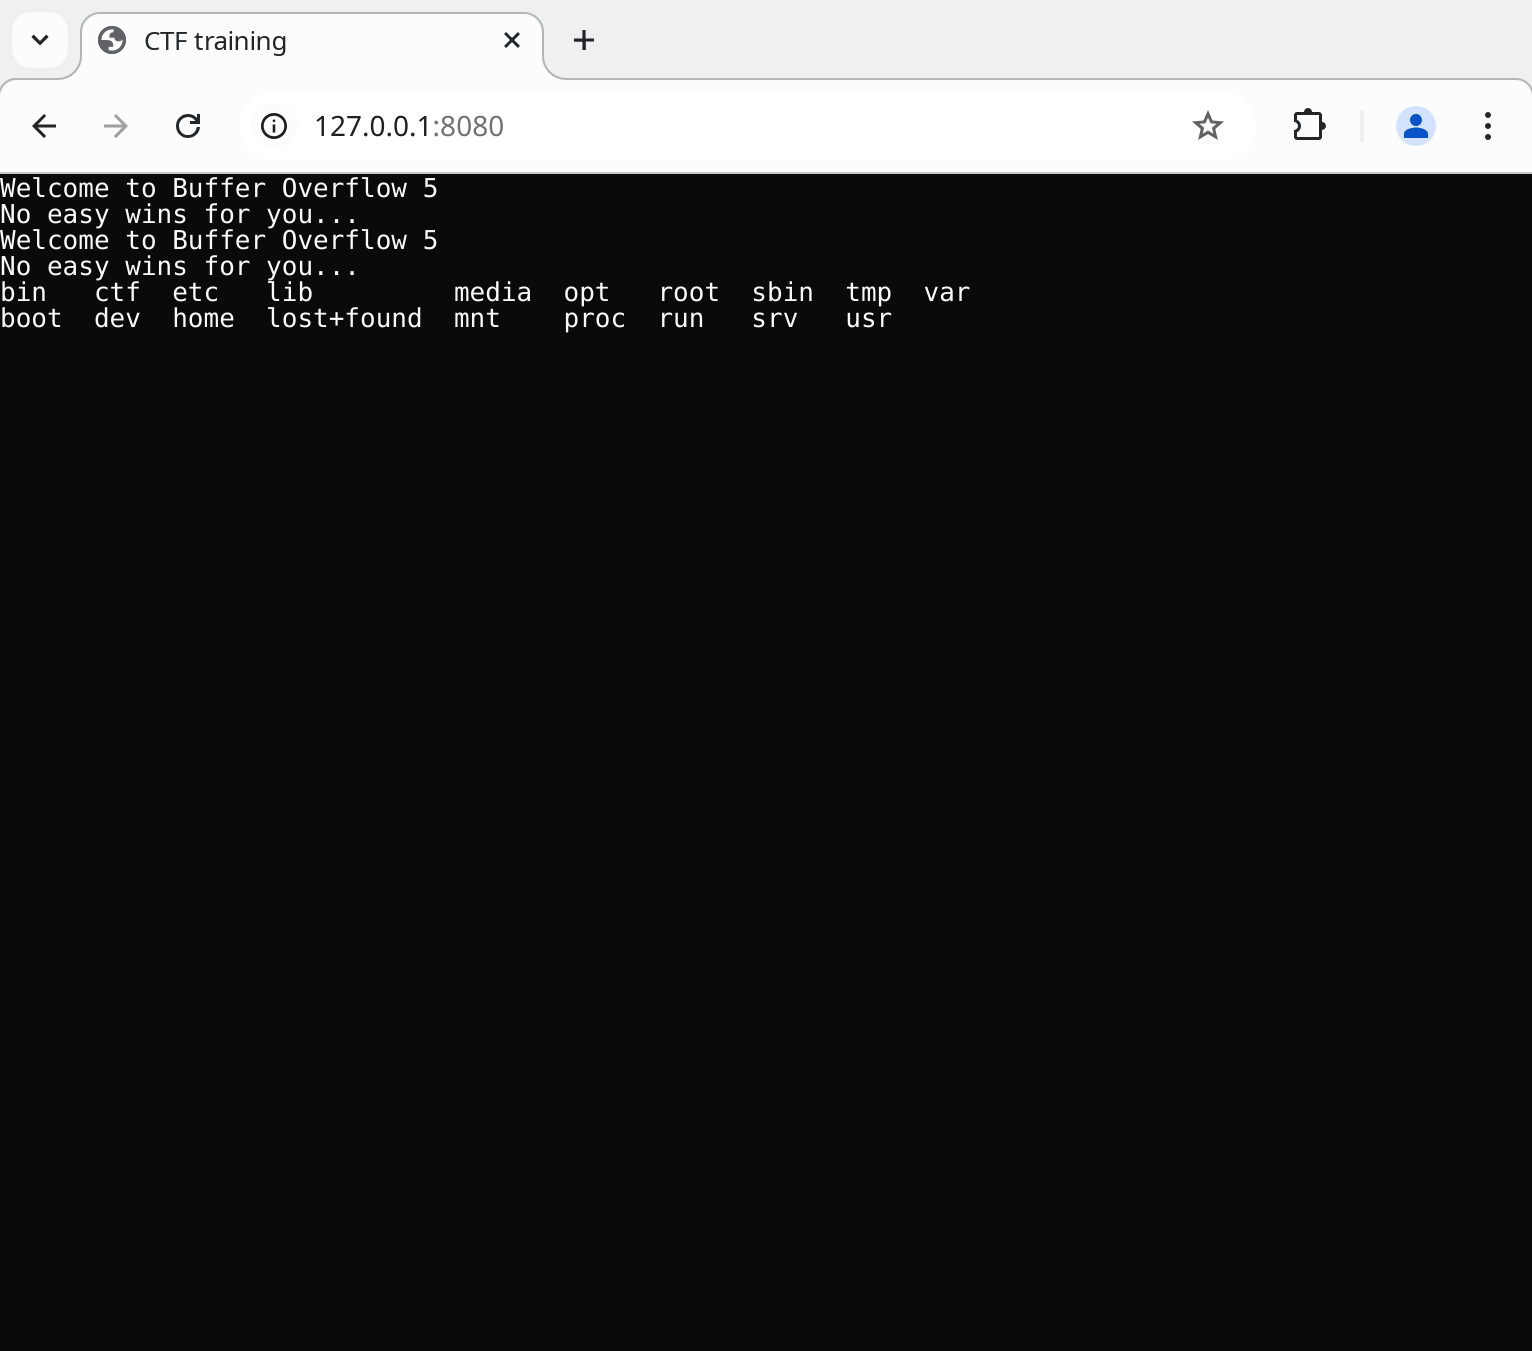 CTF training
127.0.0.1:8080
Welcome to Buffer Overflow 5
No easy wins for you...
Welcome to Buffer Overflow 5
No easy wins for you...
bin   ctf  etc   lib         media  opt   root  sbin  tmp  var
boot  dev  home  lost+found  mnt    proc  run   srv   usr